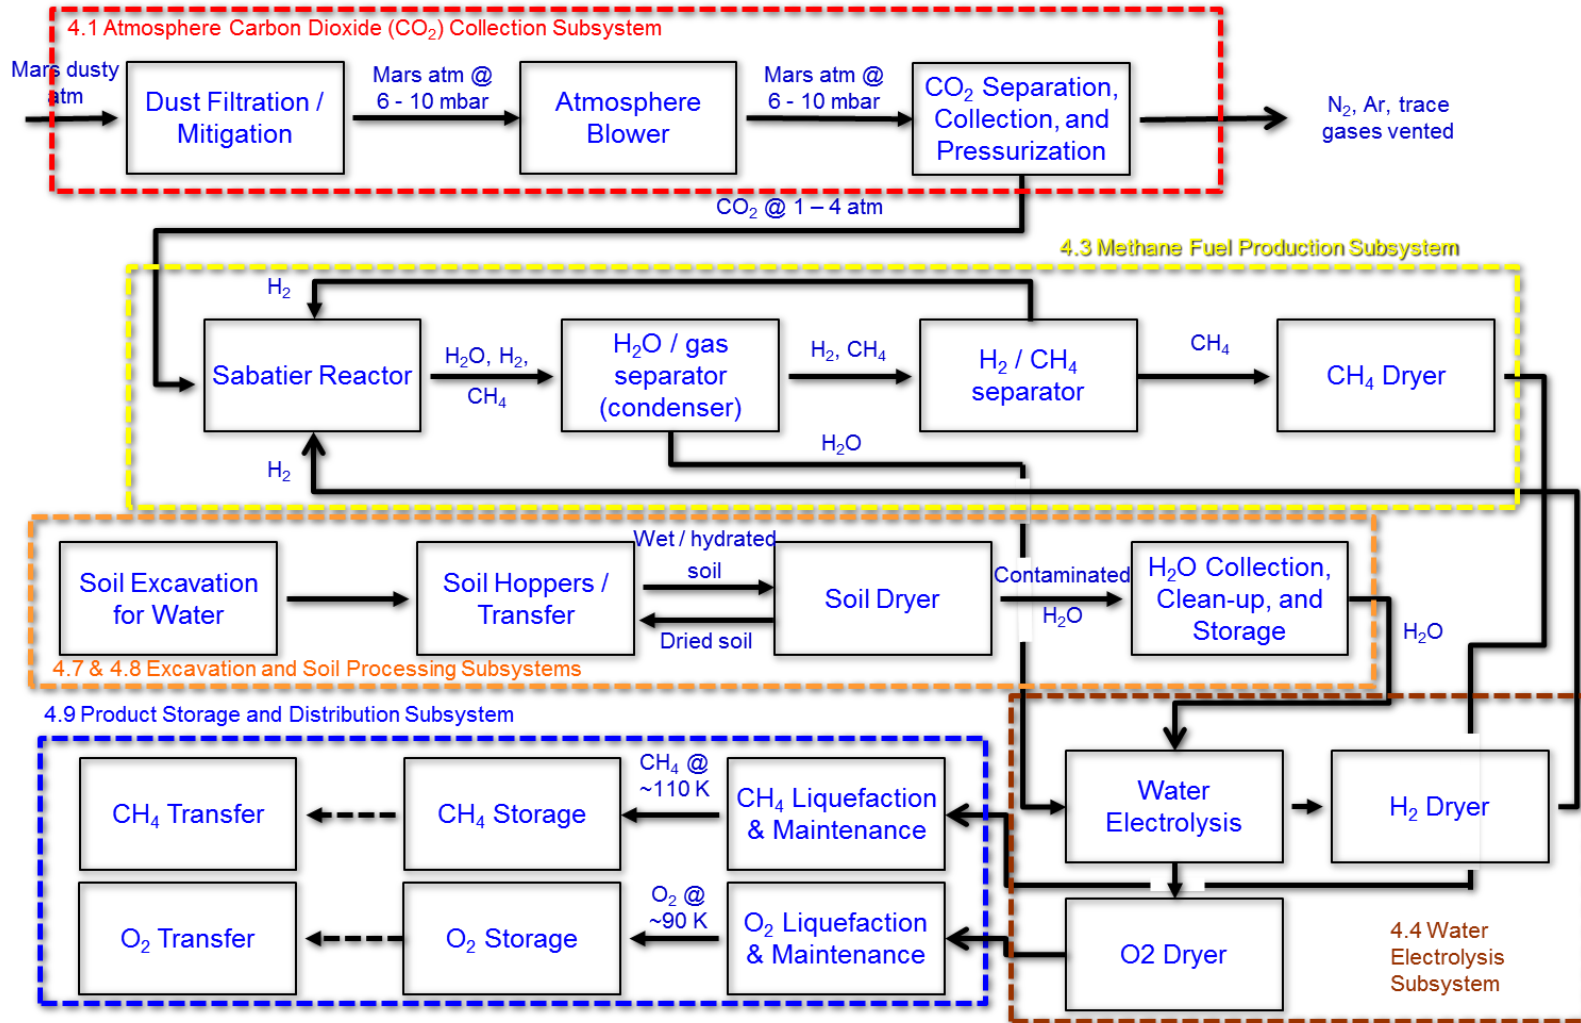 4.1 Atmosphere Carbon Dioxide (CO₂) Collection Subsystem
Mars dusty
atm
Dust Filtration /
Mitigation
Mars atm @
6 - 10 mbar
Atmosphere
Blower
Mars atm @
6 - 10 mbar
CO₂ Separation,
Collection, and
Pressurization
N₂, Ar, trace
gases vented
CO₂ @ 1 – 4 atm
4.3 Methane Fuel Production Subsystem
H₂
Sabatier Reactor
H₂O, H₂,
CH₄
H₂O / gas
separator
(condenser)
H₂, CH₄
H₂ / CH₄
separator
CH₄
CH₄ Dryer
H₂O
H₂
Soil Excavation
for Water
Soil Hoppers /
Transfer
Wet / hydrated
soil
Dried soil
Soil Dryer
Contaminated
H₂O
H₂O Collection,
Clean-up, and
Storage
H₂O
4.7 & 4.8 Excavation and Soil Processing Subsystems
4.9 Product Storage and Distribution Subsystem
CH₄ Transfer
CH₄ Storage
CH₄ @
~110 K
CH₄ Liquefaction
& Maintenance
Water
Electrolysis
H₂ Dryer
O₂ Transfer
O₂ Storage
O₂ @
~90 K
O₂ Liquefaction
& Maintenance
O2 Dryer
4.4 Water
Electrolysis
Subsystem